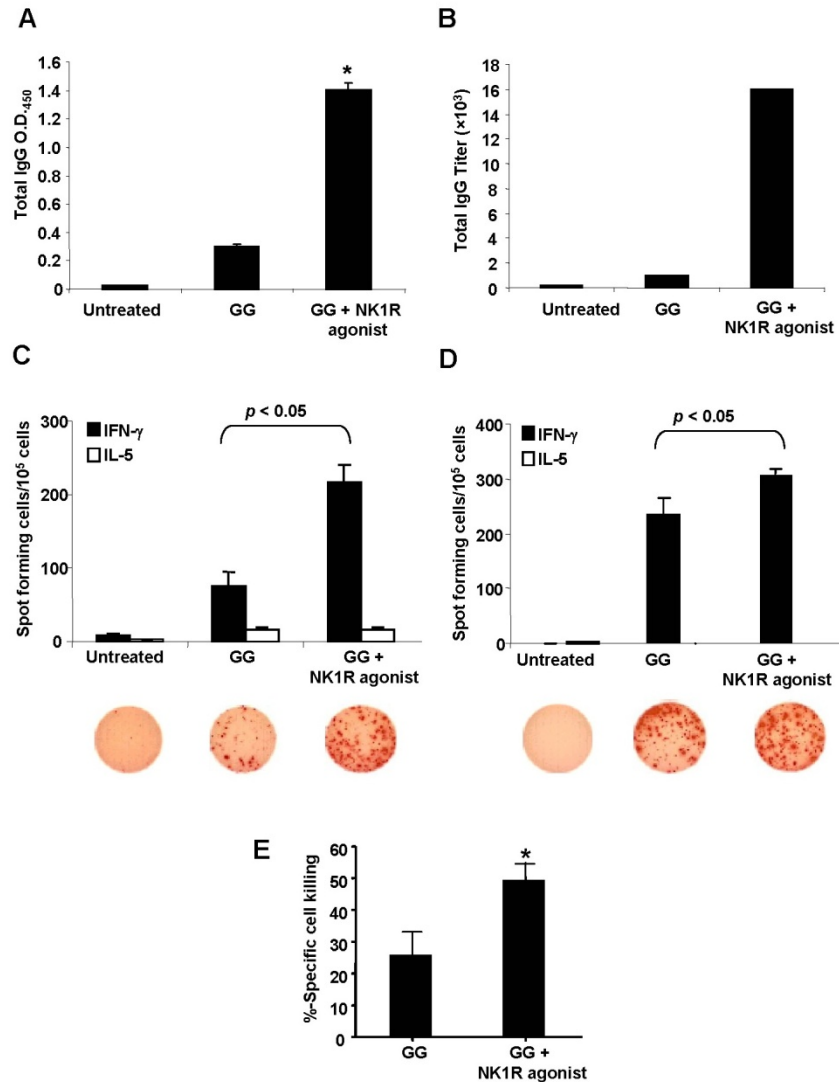 A
Total IgG O.D.450
1.6
1.4
1.2
1
0.8
0.6
0.4
0.2
0
*
Untreated
GG
GG + NK1R
agonist
B
Total IgG Titer (×10³)
18
16
14
12
10
8
6
4
2
0
Untreated
GG
GG +
NK1R agonist
C
Spot forming cells/10⁵ cells
300
200
100
0
IFN-γ
IL-5
p < 0.05
Untreated
GG
GG +
NK1R agonist
D
Spot forming cells/10⁵ cells
400
300
200
100
0
IFN-γ
IL-5
p < 0.05
Untreated
GG
GG +
NK1R agonist
E
%-Specific cell killing
60
50
40
30
20
10
0
*
GG
GG +
NK1R agonist